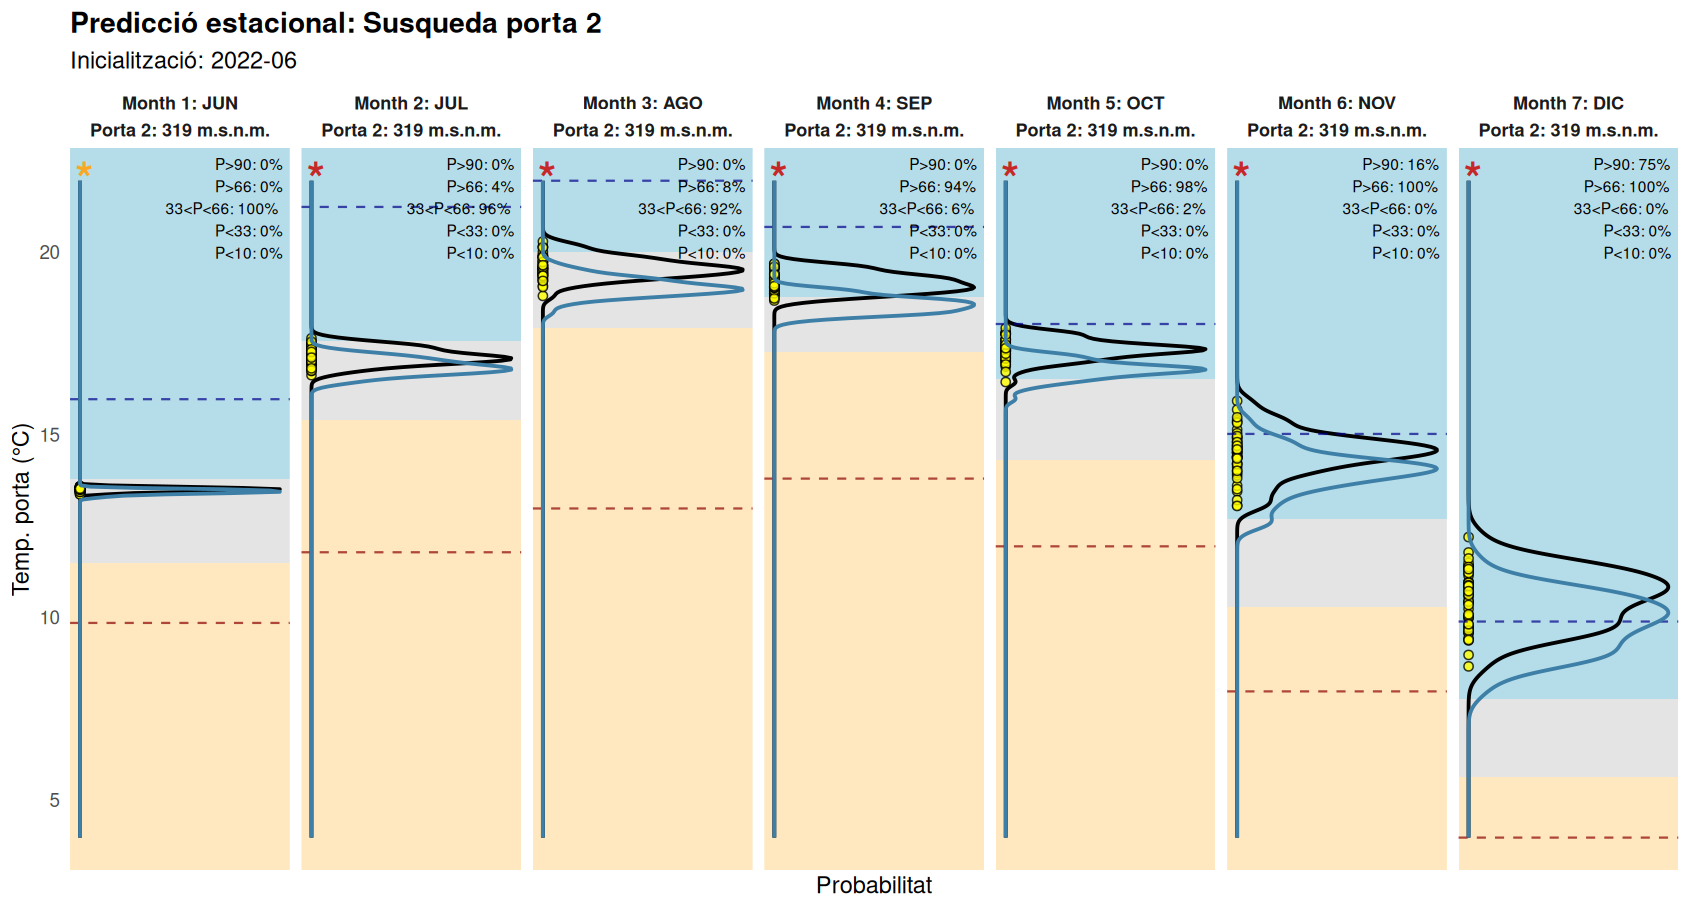 Predicció estacional: Susqueda porta 2
Inicialització: 2022-06
Month 1: JUN
Porta 2: 319 m.s.n.m.
Month 2: JUL
Porta 2: 319 m.s.n.m.
Month 3: AGO
Porta 2: 319 m.s.n.m.
Month 4: SEP
Porta 2: 319 m.s.n.m.
Month 5: OCT
Porta 2: 319 m.s.n.m.
Month 6: NOV
Porta 2: 319 m.s.n.m.
Month 7: DIC
Porta 2: 319 m.s.n.m.
*
P>90: 0%
P>66: 0%
33<P<66: 100%
P<33: 0%
P<10: 0%
*
P>90: 0%
P>66: 4%
33<P<66: 96%
P<33: 0%
P<10: 0%
*
P>90: 0%
P>66: 8%
33<P<66: 92%
P<33: 0%
P<10: 0%
*
P>90: 0%
P>66: 94%
33<P<66: 6%
P<33: 0%
P<10: 0%
*
P>90: 0%
P>66: 98%
33<P<66: 2%
P<33: 0%
P<10: 0%
*
P>90: 16%
P>66: 100%
33<P<66: 0%
P<33: 0%
P<10: 0%
*
P>90: 75%
P>66: 100%
33<P<66: 0%
P<33: 0%
P<10: 0%
Temp. porta (°C)
20
15
10
5
Probabilitat